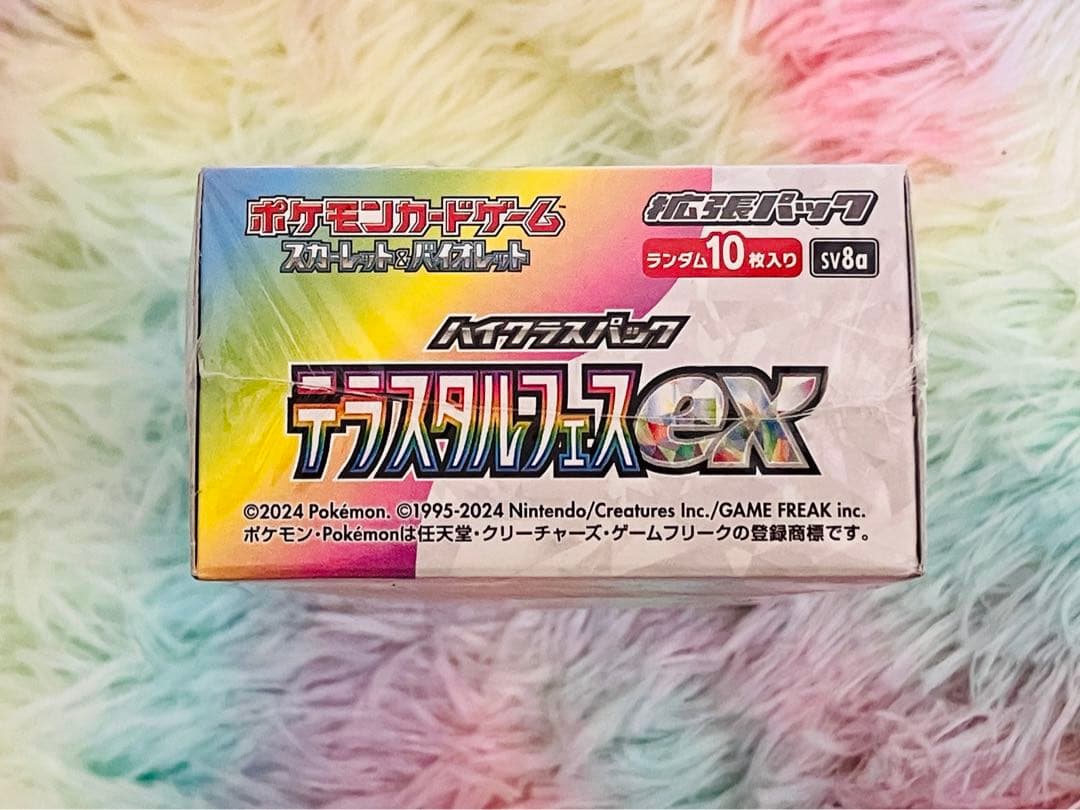 ポケモンカードゲーム™
スカーレット&バイオレット
拡張パック
ランダム10枚入り
SV8a
ハイクラスパック
テラスタルフェスex
©2024 Pokémon. ©1995-2024 Nintendo/Creatures Inc./GAME FREAK inc.
ポケモン・Pokémonは任天堂・クリーチャーズ・ゲームフリークの登録商標です。